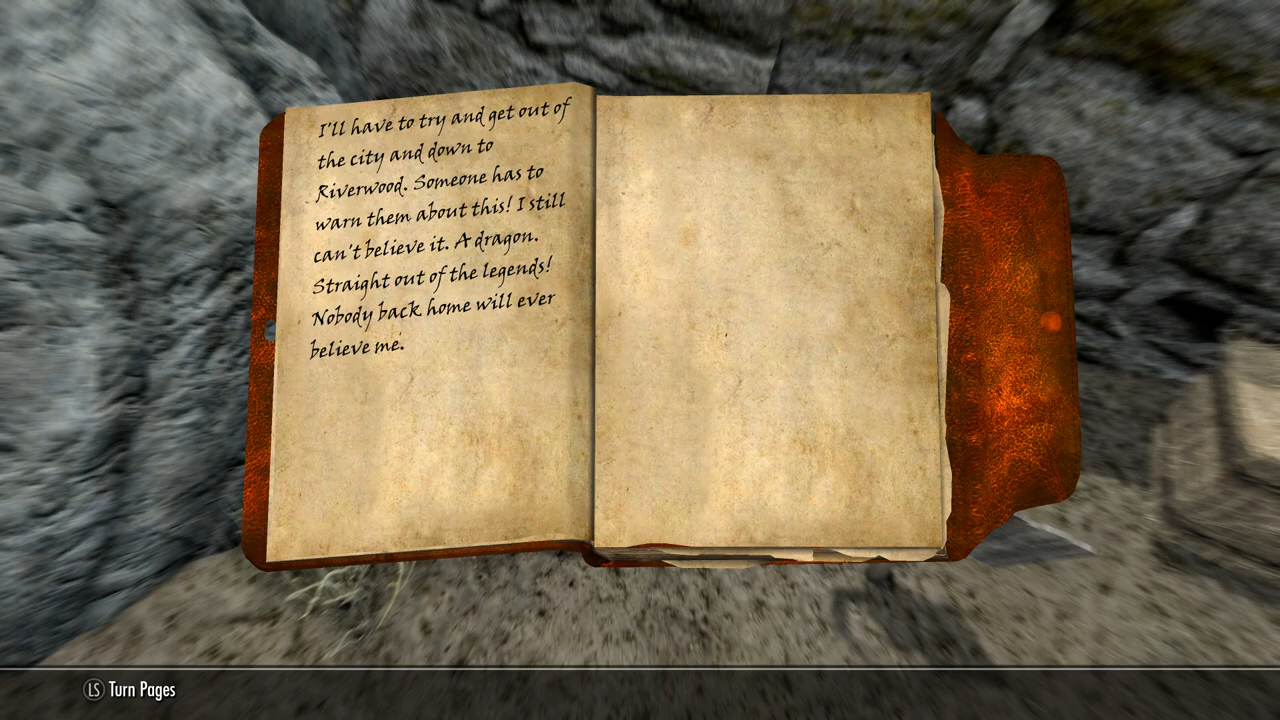 I'll have to try and get out of
the city and down to
Riverwood. Someone has to
warn them about this! I still
can't believe it. A dragon.
Straight out of the legends!
Nobody back home will ever
believe me.
LS Turn Pages